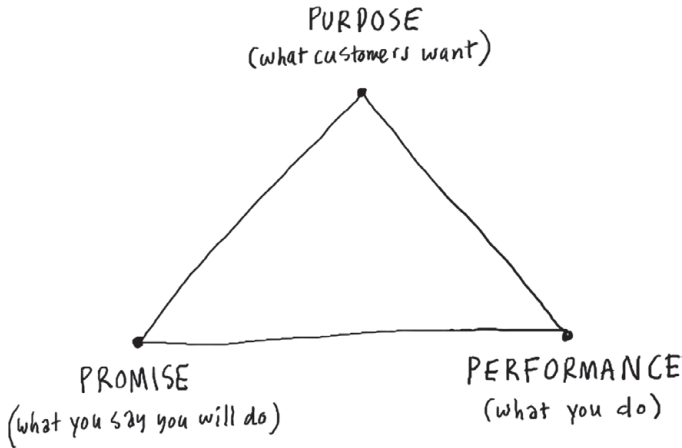 PURPOSE
(what customers want)
PROMISE
(what you say you will do)
PERFORMANCE
(what you do)